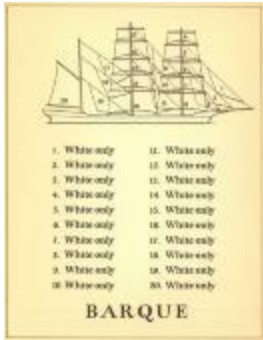 1. White only
2. White only
3. White only
4. White only
5. White only
6. White only
7. White only
8. White only
9. White only
10. White only
11. White only
12. White only
13. White only
14. White only
15. White only
16. White only
17. White only
18. White only
19. White only
20. White only
BARQUE